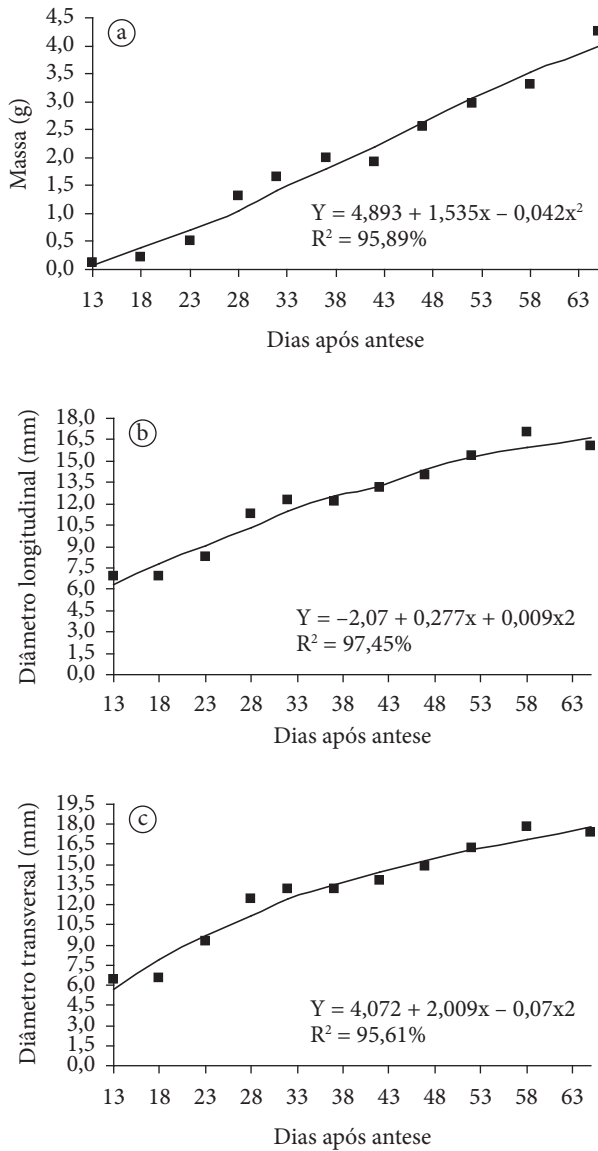 4,5
4,0
3,5
3,0
2,5
2,0
1,5
1,0
0,5
0,0
Massa (g)
a
Y = 4,893 + 1,535x – 0,042x²
R² = 95,89%
13 18 23 28 33 38 43 48 53 58 63
Dias após antese
18,0
16,5
15,0
13,5
12,0
10,5
9,0
7,5
6,0
4,5
3,0
1,5
0,0
Diâmetro longitudinal (mm)
b
Y = –2,07 + 0,277x + 0,009x2
R² = 97,45%
13 18 23 28 33 38 43 48 53 58 63
Dias após antese
19,5
18,0
16,5
15,0
13,5
12,0
10,5
9,0
7,5
6,0
4,5
3,0
1,5
0,0
Diâmetro transversal (mm)
c
Y = 4,072 + 2,009x – 0,07x2
R² = 95,61%
13 18 23 28 33 38 43 48 53 58 63
Dias após antese